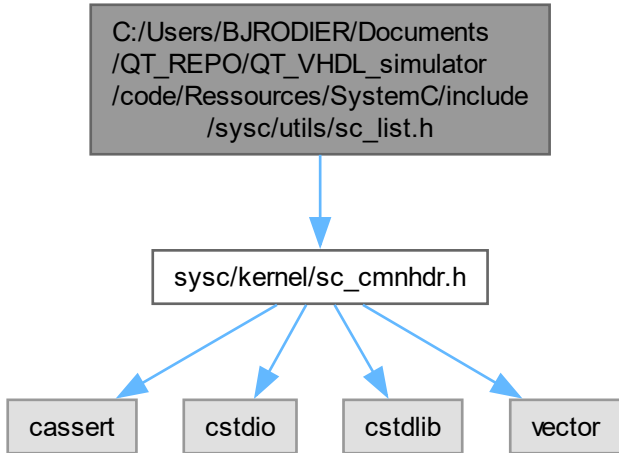 C:/Users/BJRODIER/Documents
/QT_REPO/QT_VHDL_simulator
/code/Ressources/SystemC/include
/sysc/utils/sc_list.h
sysc/kernel/sc_cmnhdr.h
cassert
cstdio
cstdlib
vector